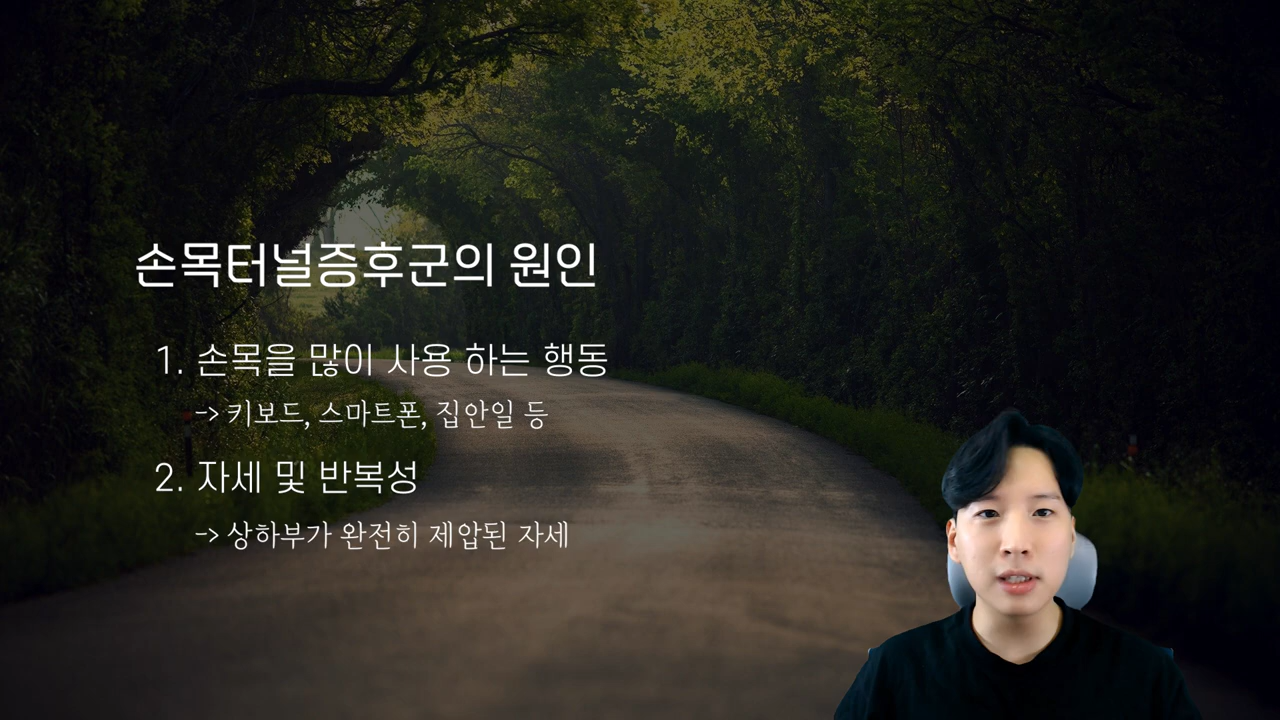 손목터널증후군의 원인
1. 손목을 많이 사용 하는 행동
-> 키보드, 스마트폰, 집안일 등
2. 자세 및 반복성
-> 상하부가 완전히 제압된 자세